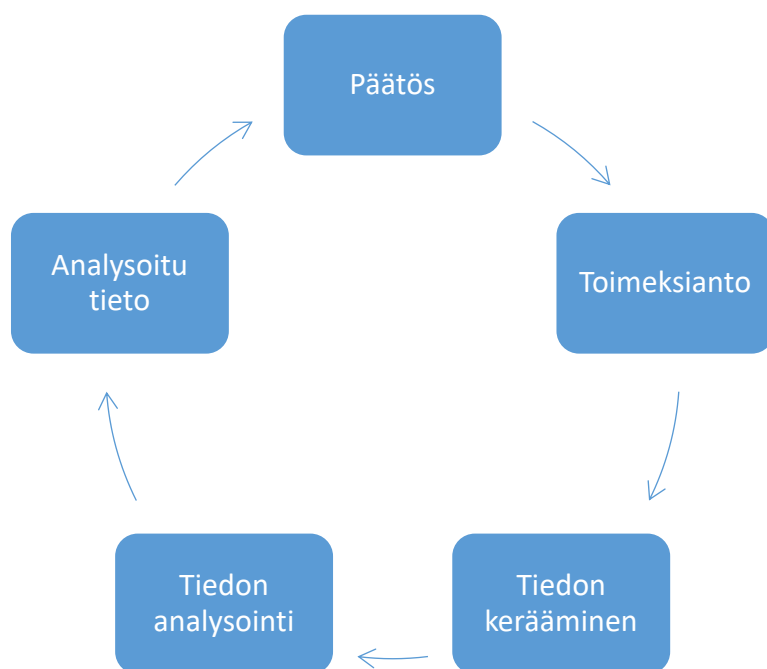 Päätös
Toimeksianto
Tiedon
kerääminen
Tiedon
analysointi
Analysoitu
tieto